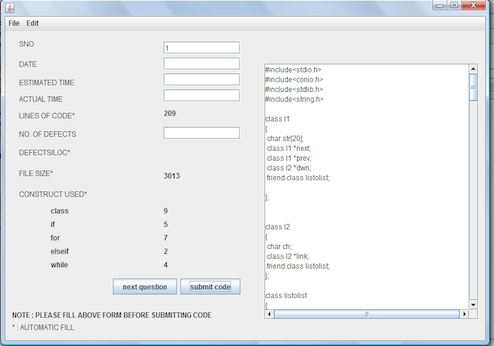 File Edit
SNO 1
DATE
ESTIMATED TIME
ACTUAL TIME
LINES OF CODE* 209
NO. OF DEFECTS
DEFECTS/LOC*
FILE SIZE* 3013
CONSTRUCT USED*
class 9
if 5
for 7
elseif 2
while 4
next question submit code
NOTE : PLEASE FILL ABOVE FORM BEFORE SUBMITTING CODE
* : AUTOMATIC FILL
#include<stdio.h>
#include<conio.h>
#include<stdlib.h>
#include<string.h>
class l1
{
char str[20];
class l1 *next;
class l1 *prev;
class l2 *dwn;
friend class listolist;
};
class l2
{
char ch;
class l2 *link;
friend class listolist;
};
class listolist
{